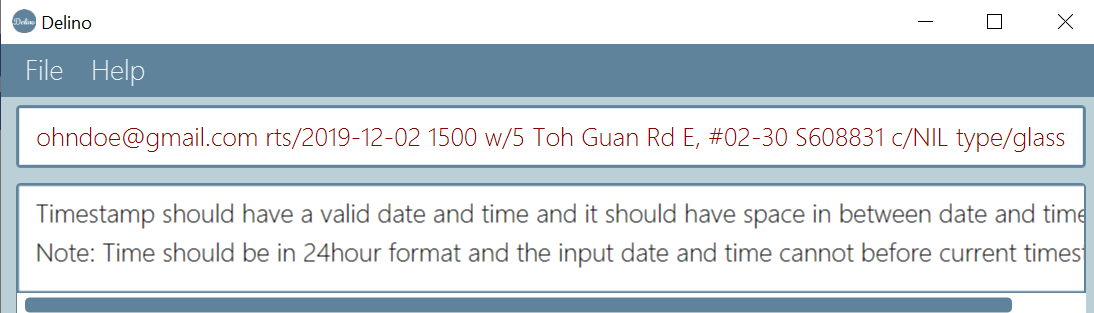 Delino
File Help
ohndoe@gmail.com rts/2019-12-02 1500 w/5 Toh Guan Rd E, #02-30 S608831 c/NIL type/glass
Timestamp should have a valid date and time and it should have space in between date and time
Note: Time should be in 24hour format and the input date and time cannot before current timest